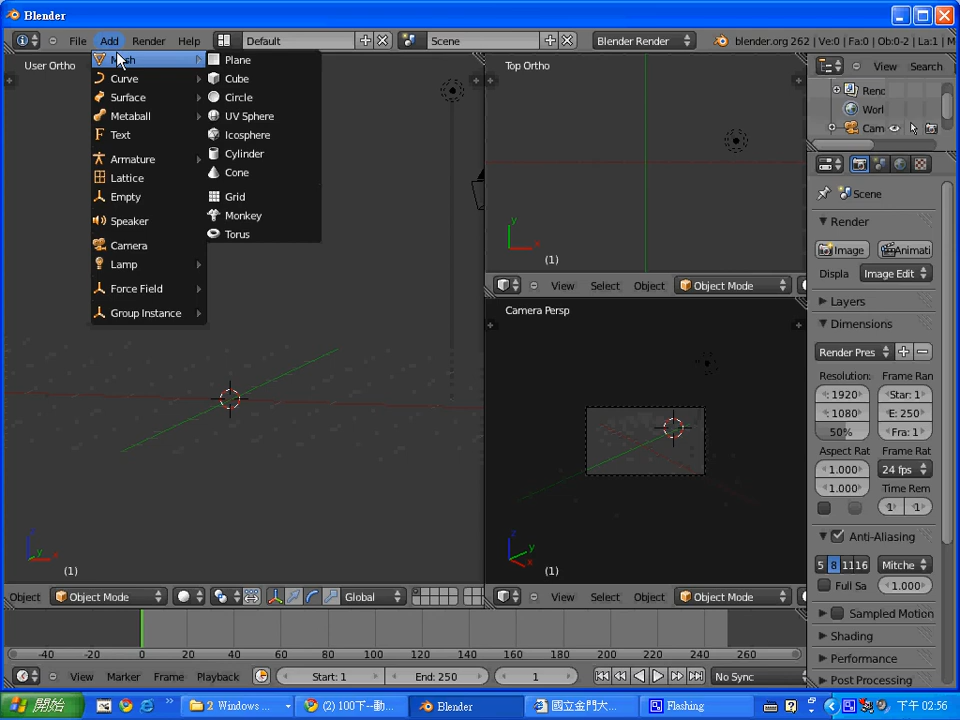 Blender
File Add Render Help Default Scene Blender Render blender.org 262 | Ve:0 | Fa:0 | Ob:0-2 | La:1 | M
User Ortho
Mesh
Curve
Surface
Metaball
Text
Armature
Lattice
Empty
Speaker
Camera
Lamp
Force Field
Group Instance
Plane
Cube
Circle
UV Sphere
Icosphere
Cylinder
Cone
Grid
Monkey
Torus
z
y x
(1)
Object Object Mode Global
Top Ortho
y
x
(1)
View Select Object Object Mode
Camera Persp
z
y
x
(1)
View Select Object Object Mode
View Search
Renc
Worl
Cam
Scene
Render
Image Animati
Displa Image Edit
Layers
Dimensions
Render Pres
Resolution: Frame Ran
: 1920 Star: 1
: 1080 E: 250
50% Fra: 1
Aspect Rat Frame Rat
1.000 24 fps
1.000 Time Rem
1 1
Anti-Aliasing
5 8 11 16 Mitche
Full Sa 1.000
Sampled Motion
Shading
Performance
Post Processing
-40 -20 0 20 40 60 80 100 120 140 160 180 200 220 240 260
View Marker Frame Playback Start: 1 End: 250 1 No Sync
開始 2 Windows ... (2) 100下--動... Blender 國立金門大... Flashing 下午 02:56